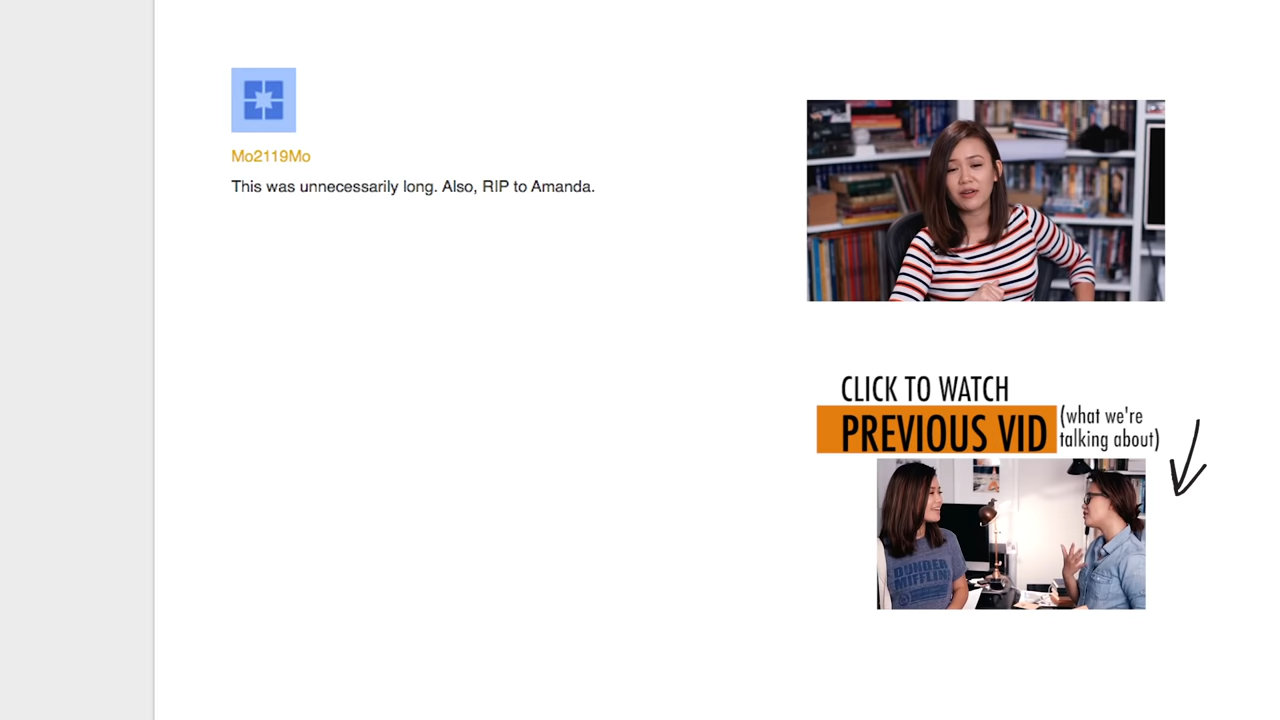 Mo2119Mo
This was unnecessarily long. Also, RIP to Amanda.
CLICK TO WATCH
PREVIOUS VID
(what we're
talking about)
DUNDER
MIFFLIN